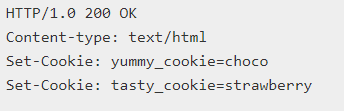 HTTP/1.0 200 OK
Content-type: text/html
Set-Cookie: yummy_cookie=choco
Set-Cookie: tasty_cookie=strawberry